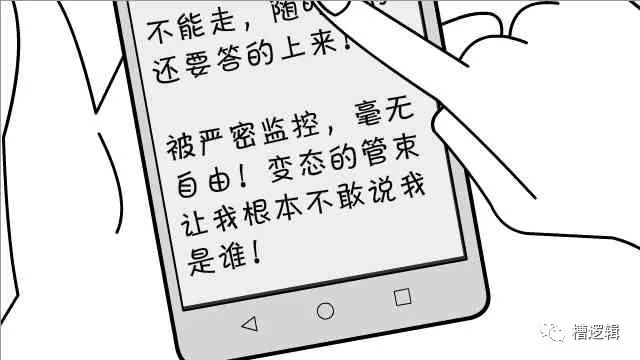 不能走，随时
还要答的上来！
被严密监控，毫无
自由！变态的管束
让我根本不敢说我
是谁！
槽逻辑